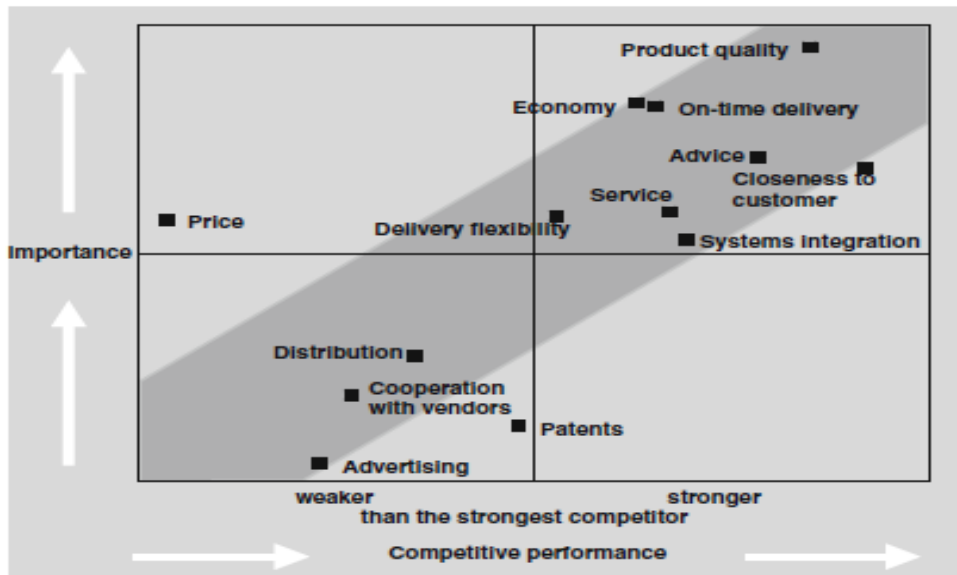 Product quality
Economy
On-time delivery
Advice
Closeness to
customer
Service
Price
Delivery flexibility
Systems integration
Importance
Distribution
Cooperation
with vendors
Patents
Advertising
weaker
stronger
than the strongest competitor
Competitive performance